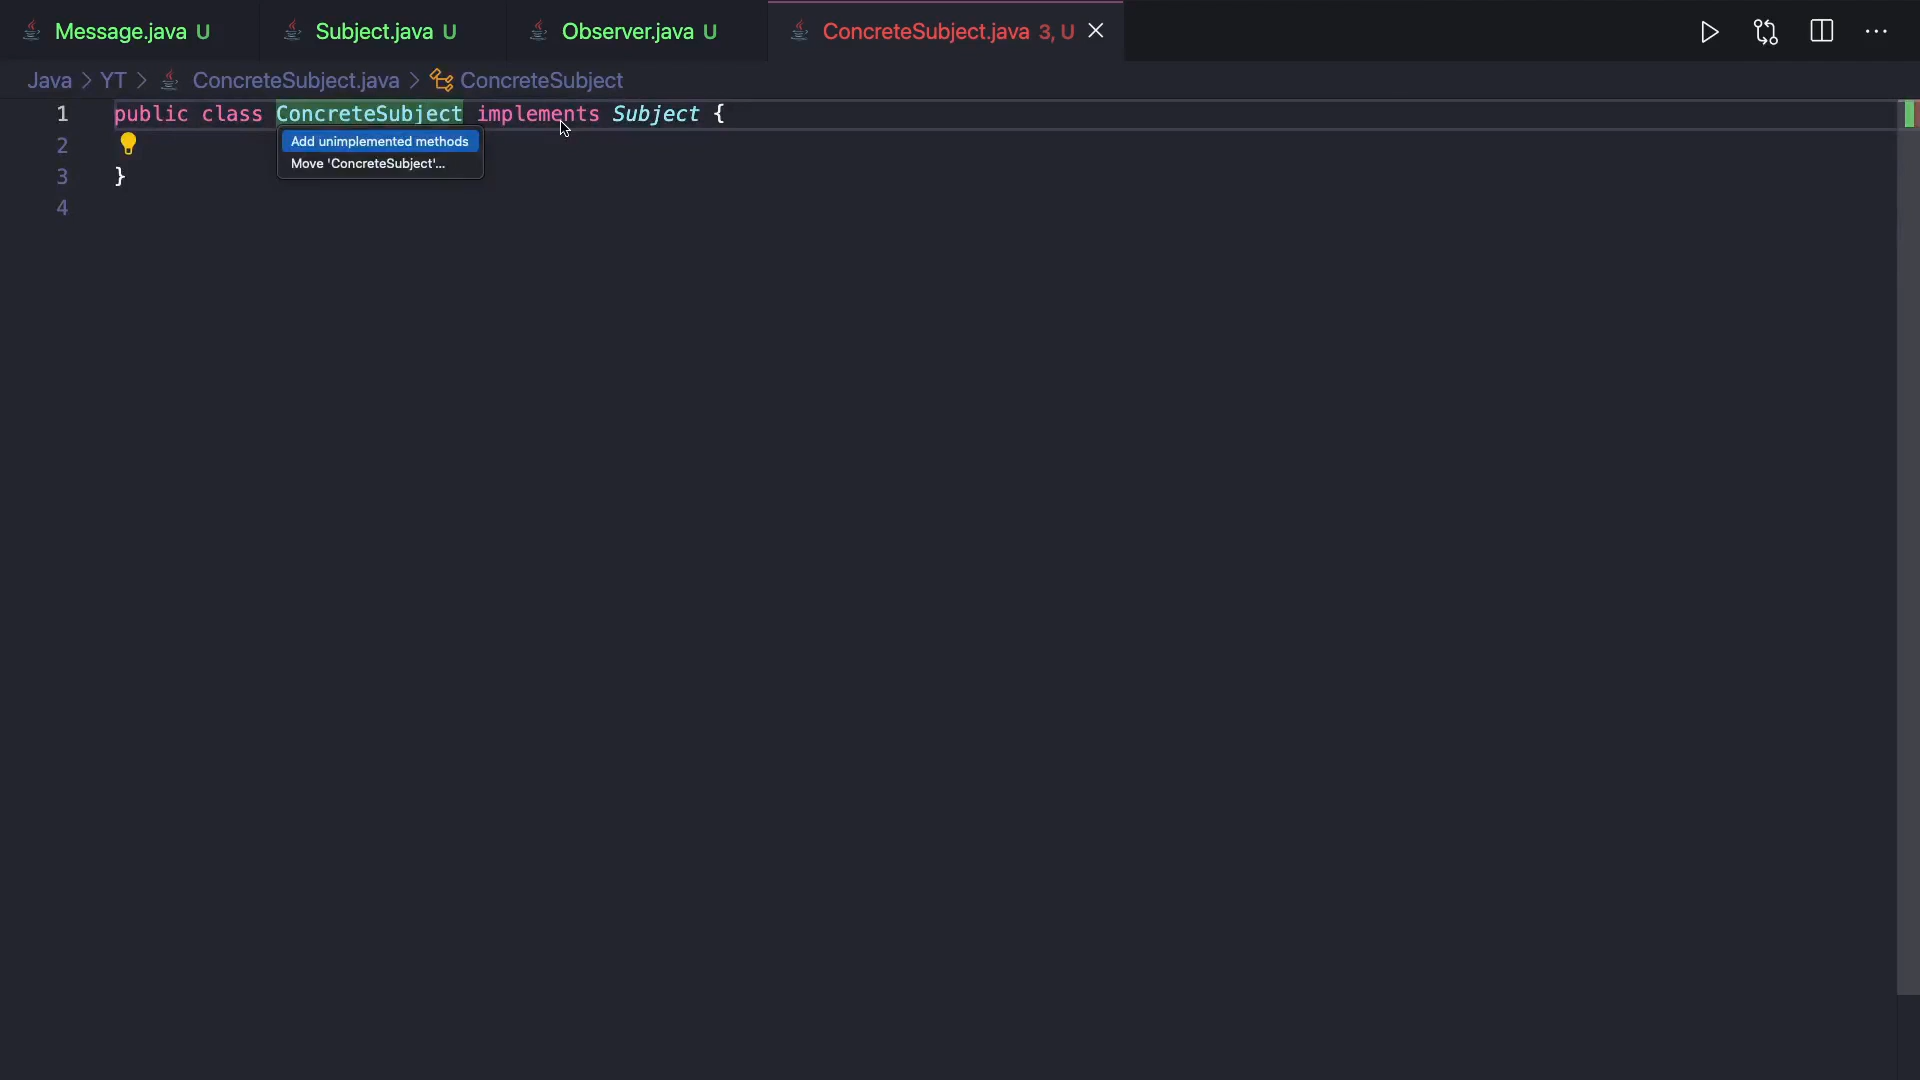 Message.java U Subject.java U Observer.java U ConcreteSubject.java 3, U
Java > YT > ConcreteSubject.java > ConcreteSubject
1 public class ConcreteSubject implements Subject {
2
Add unimplemented methods
Move 'ConcreteSubject'...
3 }
4